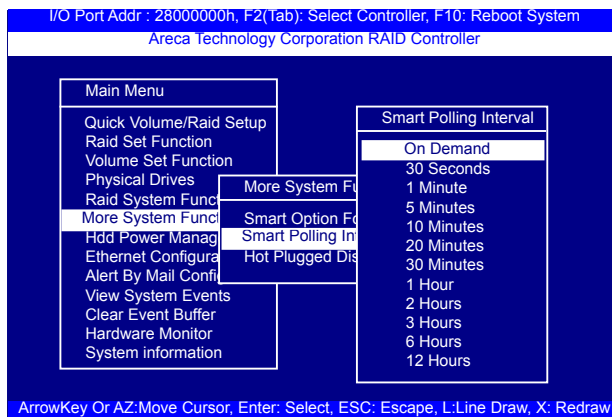 I/O Port Addr : 28000000h, F2(Tab): Select Controller, F10: Reboot System
Areca Technology Corporation RAID Controller
Main Menu
Quick Volume/Raid Setup
Raid Set Function
Volume Set Function
Physical Drives
Raid System Funct
More System Funct
Hdd Power Manag
Ethernet Configura
Alert By Mail Confi
View System Events
Clear Event Buffer
Hardware Monitor
System information
More System Fu
Smart Option Fo
Smart Polling In
Hot Plugged Dis
Smart Polling Interval
On Demand
30 Seconds
1 Minute
5 Minutes
10 Minutes
20 Minutes
30 Minutes
1 Hour
2 Hours
3 Hours
6 Hours
12 Hours
ArrowKey Or AZ:Move Cursor, Enter: Select, ESC: Escape, L:Line Draw, X: Redraw